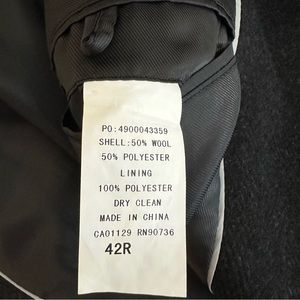 PO:4900043359
SHELL:50% WOOL
50% POLYESTER
LINING
100% POLYESTER
DRY CLEAN
MADE IN CHINA
CA01129 RN90736
42R